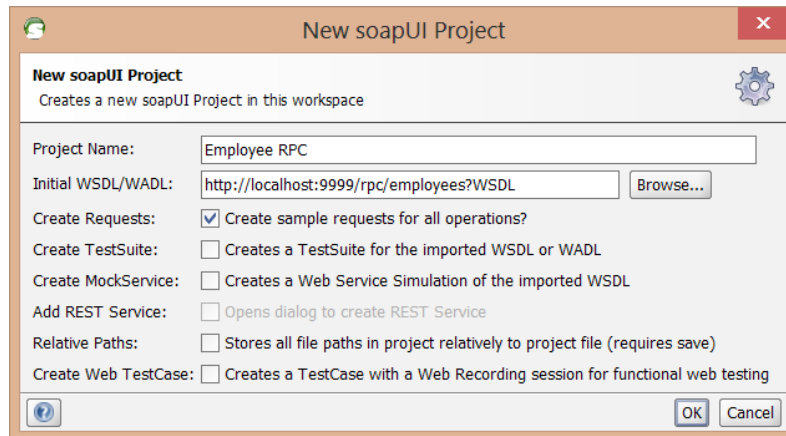 New soapUI Project
New soapUI Project
Creates a new soapUI Project in this workspace
Project Name: Employee RPC
Initial WSDL/WADL: http://localhost:9999/rpc/employees?WSDL Browse...
Create Requests: Create sample requests for all operations?
Create TestSuite: Creates a TestSuite for the imported WSDL or WADL
Create MockService: Creates a Web Service Simulation of the imported WSDL
Add REST Service: Opens dialog to create REST Service
Relative Paths: Stores all file paths in project relatively to project file (requires save)
Create Web TestCase: Creates a TestCase with a Web Recording session for functional web testing
OK Cancel